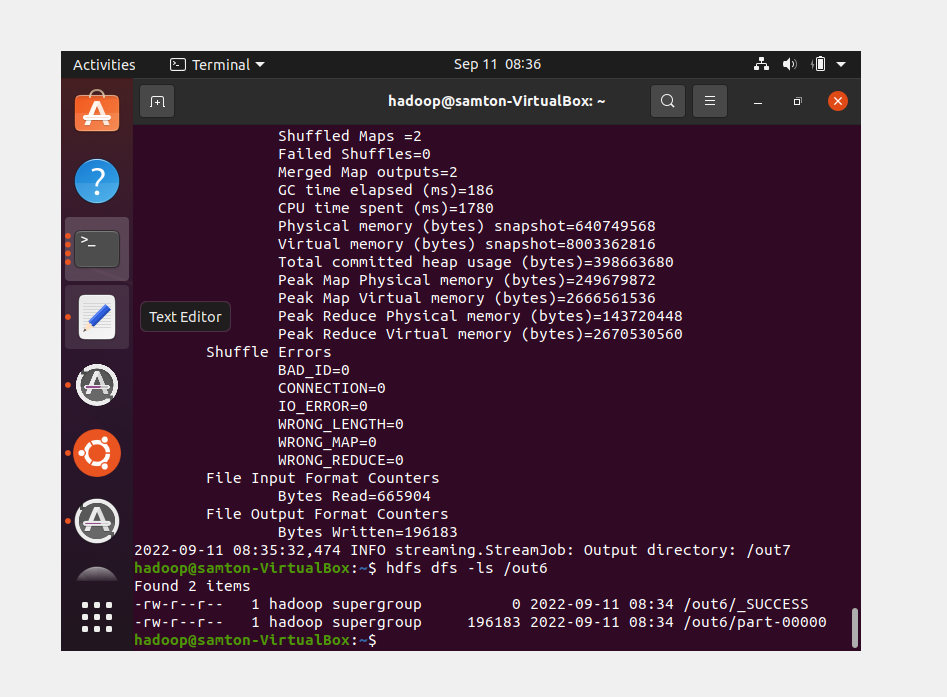 Activities Terminal Sep 11 08:36
hadoop@samton-VirtualBox: ~
Shuffled Maps =2
Failed Shuffles=0
Merged Map outputs=2
GC time elapsed (ms)=186
CPU time spent (ms)=1780
Physical memory (bytes) snapshot=640749568
Virtual memory (bytes) snapshot=8003362816
Total committed heap usage (bytes)=398663680
Peak Map Physical memory (bytes)=249679872
Peak Map Virtual memory (bytes)=2666561536
Text Editor
Peak Reduce Physical memory (bytes)=143720448
Peak Reduce Virtual memory (bytes)=2670530560
Shuffle Errors
BAD_ID=0
CONNECTION=0
IO_ERROR=0
WRONG_LENGTH=0
WRONG_MAP=0
WRONG_REDUCE=0
File Input Format Counters
Bytes Read=665904
File Output Format Counters
Bytes Written=196183
2022-09-11 08:35:32,474 INFO streaming.StreamJob: Output directory: /out7
hadoop@samton-VirtualBox:~$ hdfs dfs -ls /out6
Found 2 items
-rw-r--r--   1 hadoop supergroup          0 2022-09-11 08:34 /out6/_SUCCESS
-rw-r--r--   1 hadoop supergroup     196183 2022-09-11 08:34 /out6/part-00000
hadoop@samton-VirtualBox:~$